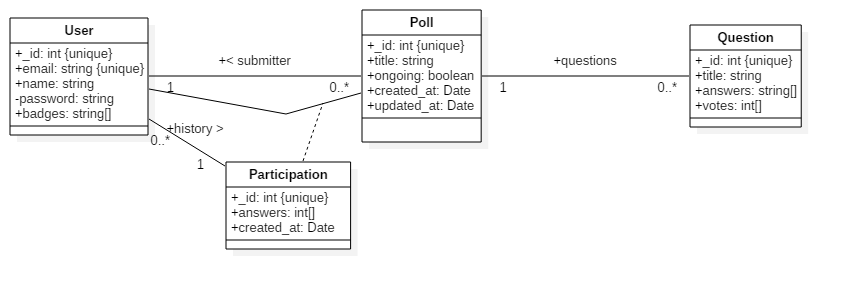 User
+_id: int {unique}
+email: string {unique}
+name: string
-password: string
+badges: string[]
+< submitter
1
0..*
Poll
+_id: int {unique}
+title: string
+ongoing: boolean
+created_at: Date
+updated_at: Date
+questions
1
0..*
Question
+_id: int {unique}
+title: string
+answers: string[]
+votes: int[]
+history >
0..*
1
Participation
+_id: int {unique}
+answers: int[]
+created_at: Date